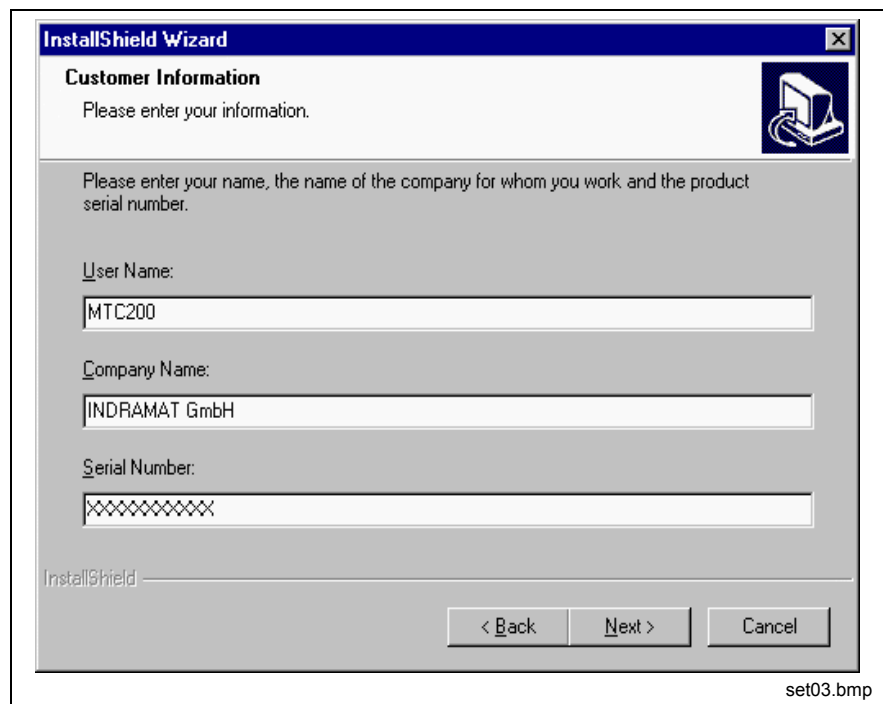 InstallShield Wizard
Customer Information
Please enter your information.
Please enter your name, the name of the company for whom you work and the product
serial number.
User Name:
MTC200
Company Name:
INDRAMAT GmbH
Serial Number:
XXXXXXXXXXX
InstallShield
< Back Next > Cancel
set03.bmp